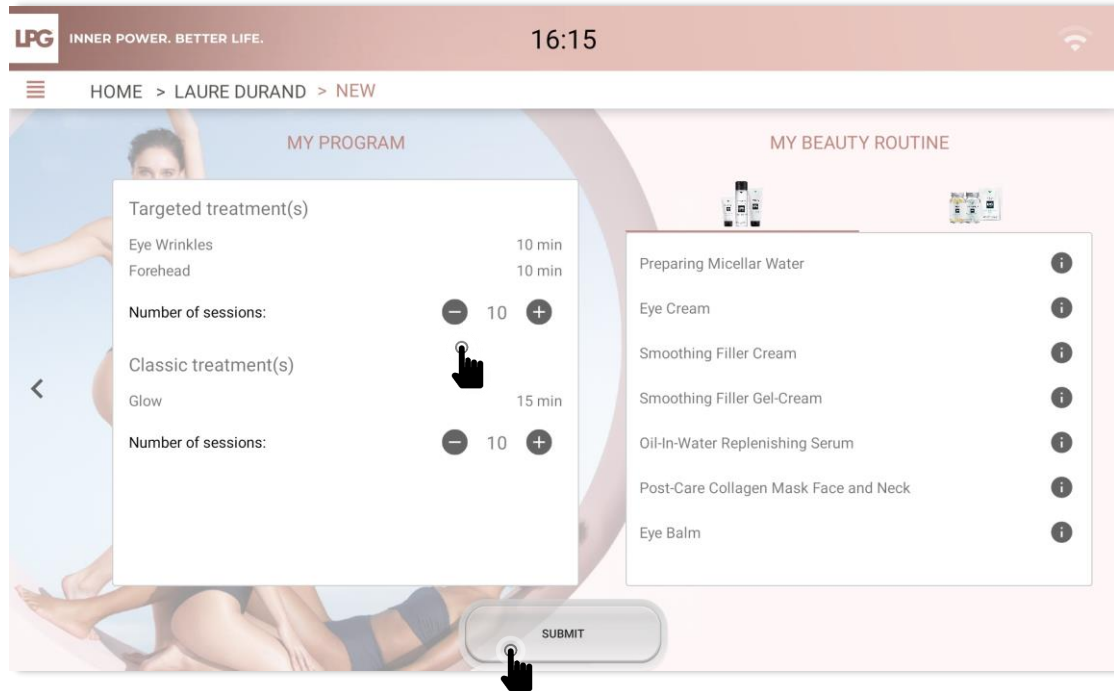 LPG INNER POWER. BETTER LIFE. 16:15
HOME > LAURE DURAND > NEW
MY PROGRAM
Targeted treatment(s)
Eye Wrinkles 10 min
Forehead 10 min
Number of sessions: 10
Classic treatment(s)
Glow 15 min
Number of sessions: 10
MY BEAUTY ROUTINE
Preparing Micellar Water
Eye Cream
Smoothing Filler Cream
Smoothing Filler Gel-Cream
Oil-In-Water Replenishing Serum
Post-Care Collagen Mask Face and Neck
Eye Balm
SUBMIT